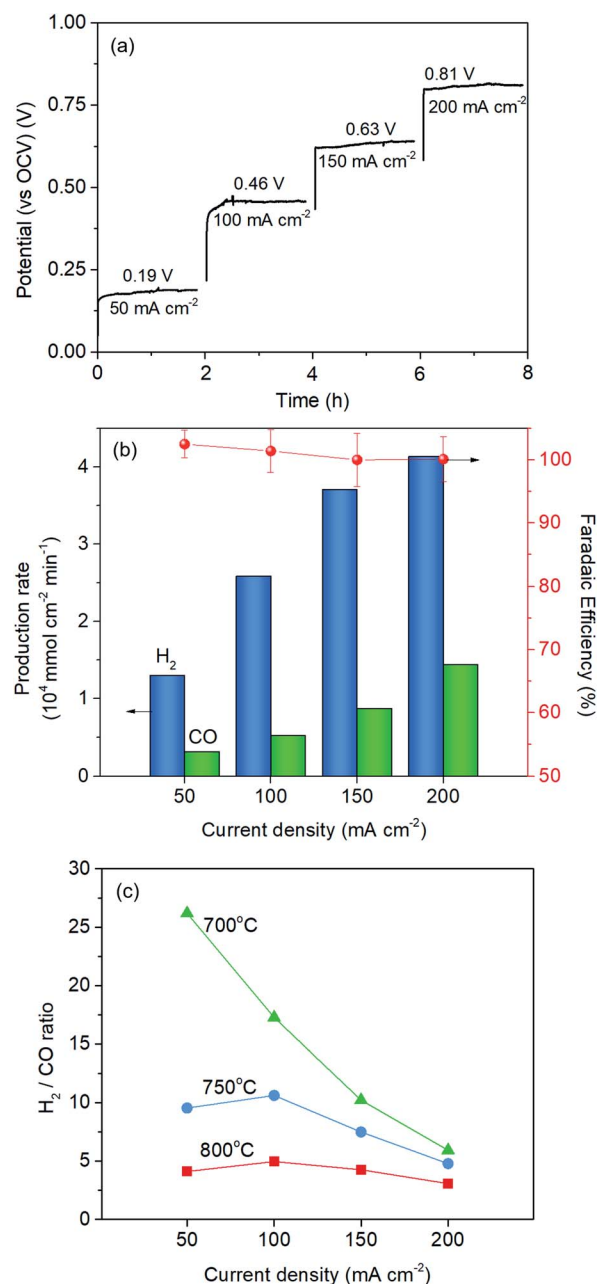 (a)
1.00
0.75
0.50
0.25
0.00
Potential (vs OCV) (V)
0.19 V
50 mA cm-2
0.46 V
100 mA cm-2
0.63 V
150 mA cm-2
0.81 V
200 mA cm-2
0 2 4 6 8
Time (h)
(b)
4
3
2
1
0
Production rate
(10⁴ mmol cm-2 min-1)
H2
CO
100
95
90
85
80
75
70
65
60
55
50
Faradaic Efficiency (%)
50 100 150 200
Current density (mA cm-2)
(c)
30
25
20
15
10
5
0
H2 / CO ratio
700°C
750°C
800°C
50 100 150 200
Current density (mA cm-2)